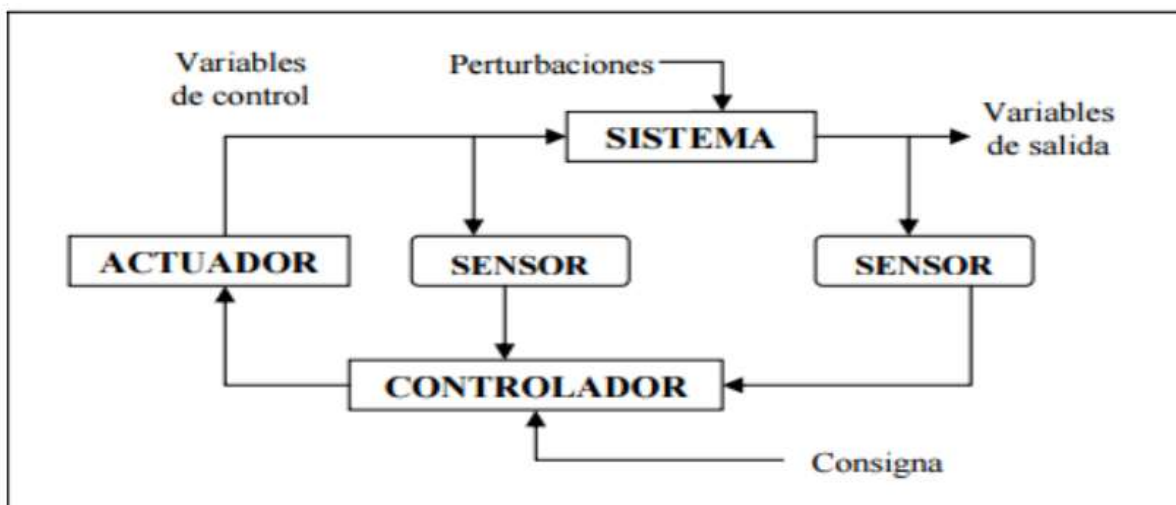 Variables
de control
Perturbaciones
SISTEMA
Variables
de salida
ACTUADOR
SENSOR
SENSOR
CONTROLADOR
Consigna